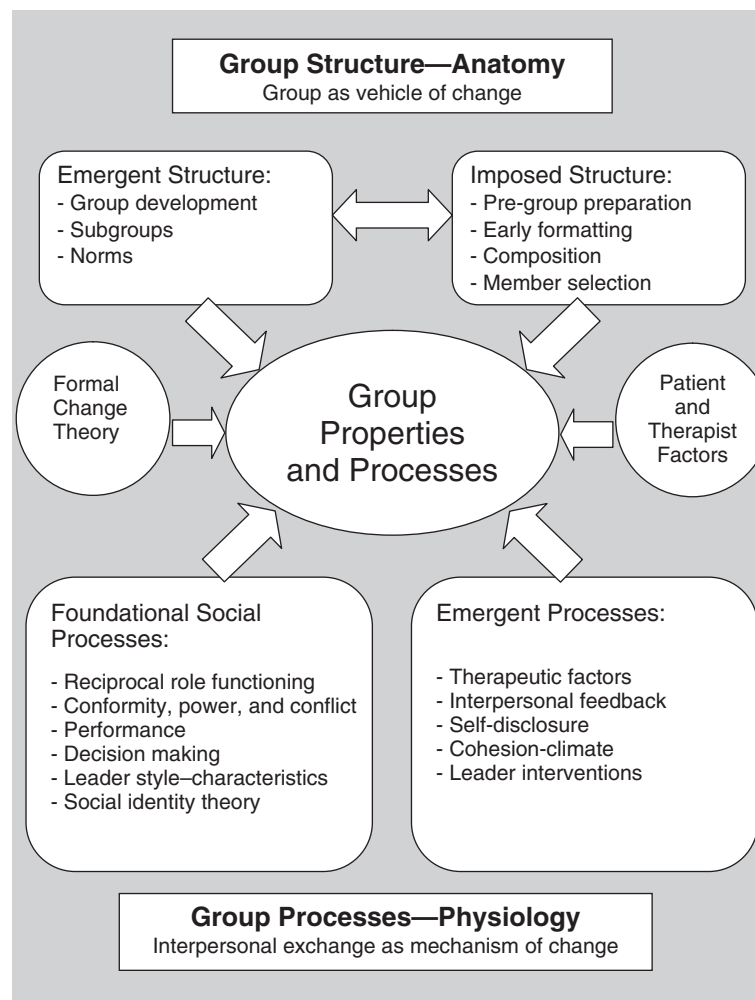 Group Structure—Anatomy
Group as vehicle of change
Emergent Structure:
- Group development
- Subgroups
- Norms
Imposed Structure:
- Pre-group preparation
- Early formatting
- Composition
- Member selection
Formal
Change
Theory
Group
Properties
and Processes
Patient
and
Therapist
Factors
Foundational Social
Processes:
- Reciprocal role functioning
- Conformity, power, and conflict
- Performance
- Decision making
- Leader style–characteristics
- Social identity theory
Emergent Processes:
- Therapeutic factors
- Interpersonal feedback
- Self-disclosure
- Cohesion-climate
- Leader interventions
Group Processes—Physiology
Interpersonal exchange as mechanism of change